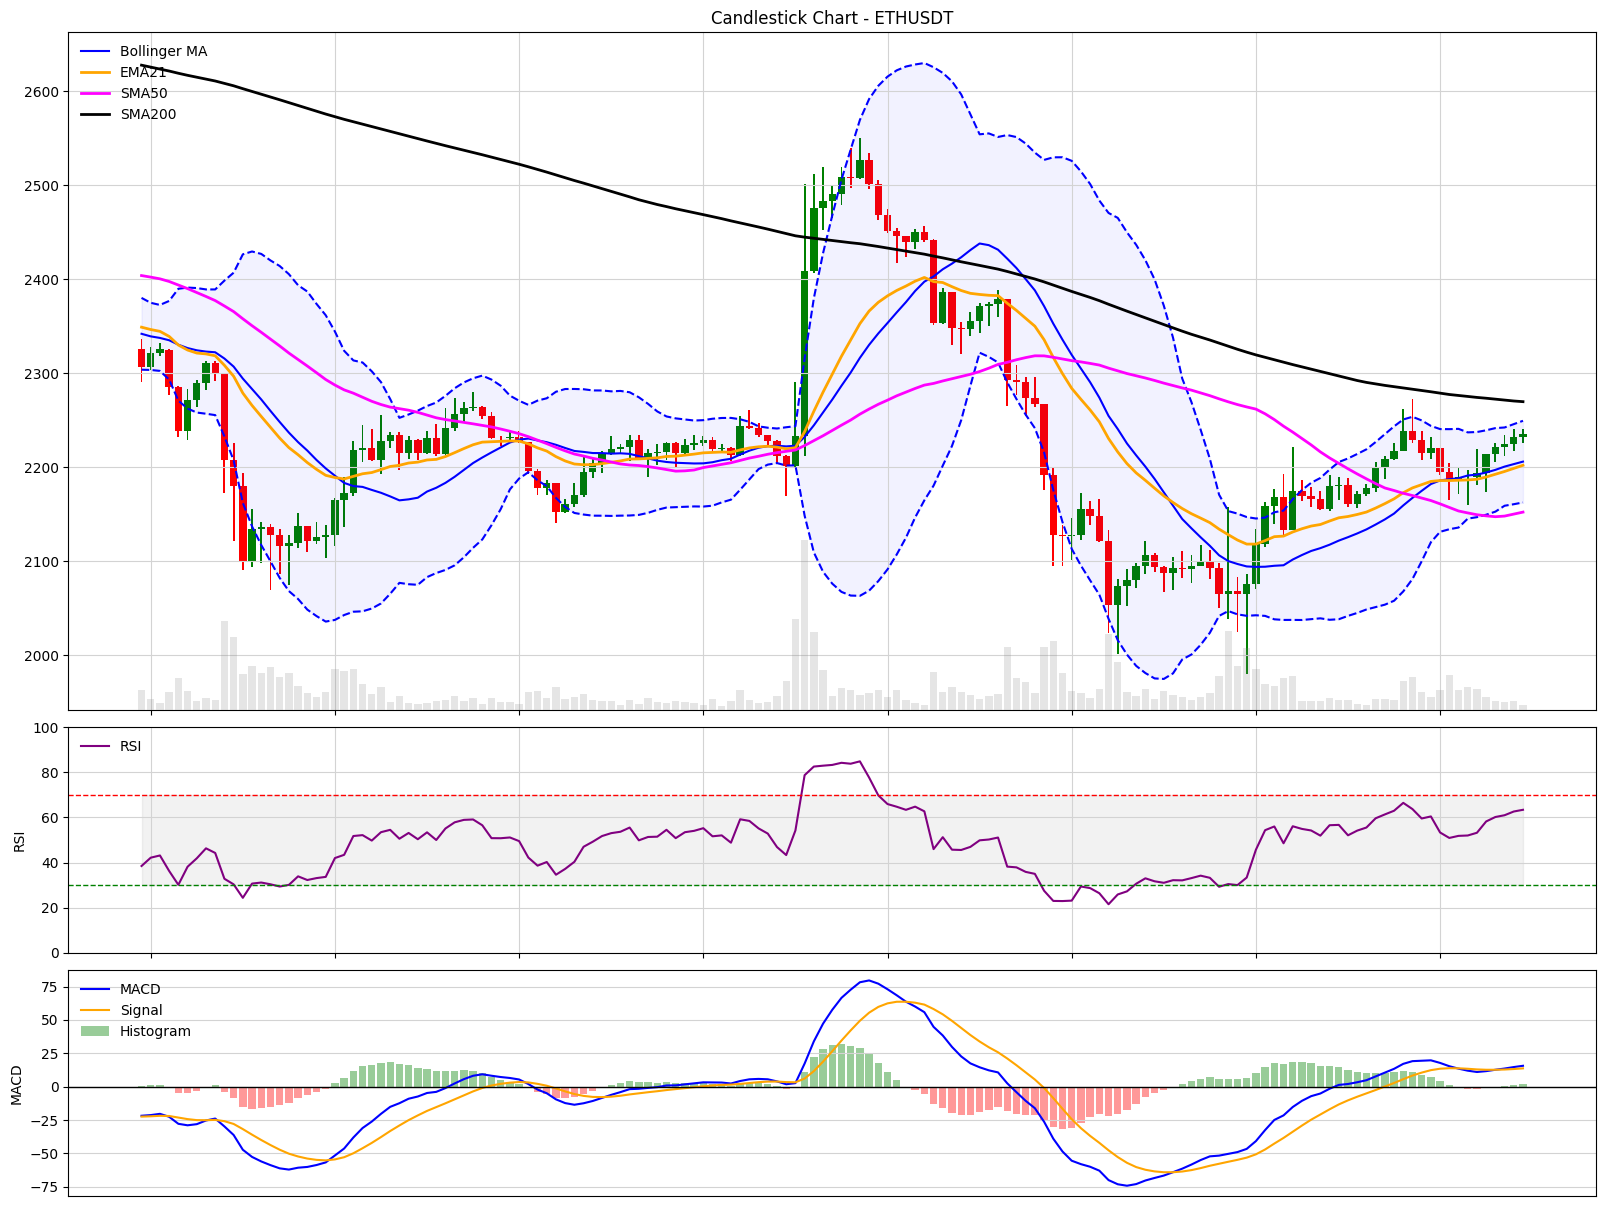 Candlestick Chart - ETHUSDT
Bollinger MA
EMA21
SMA50
SMA200
2600
2500
2400
2300
2200
2100
2000
RSI
100
80
60
40
20
0
RSI
MACD
Signal
Histogram
75
50
25
0
−25
−50
−75
MACD